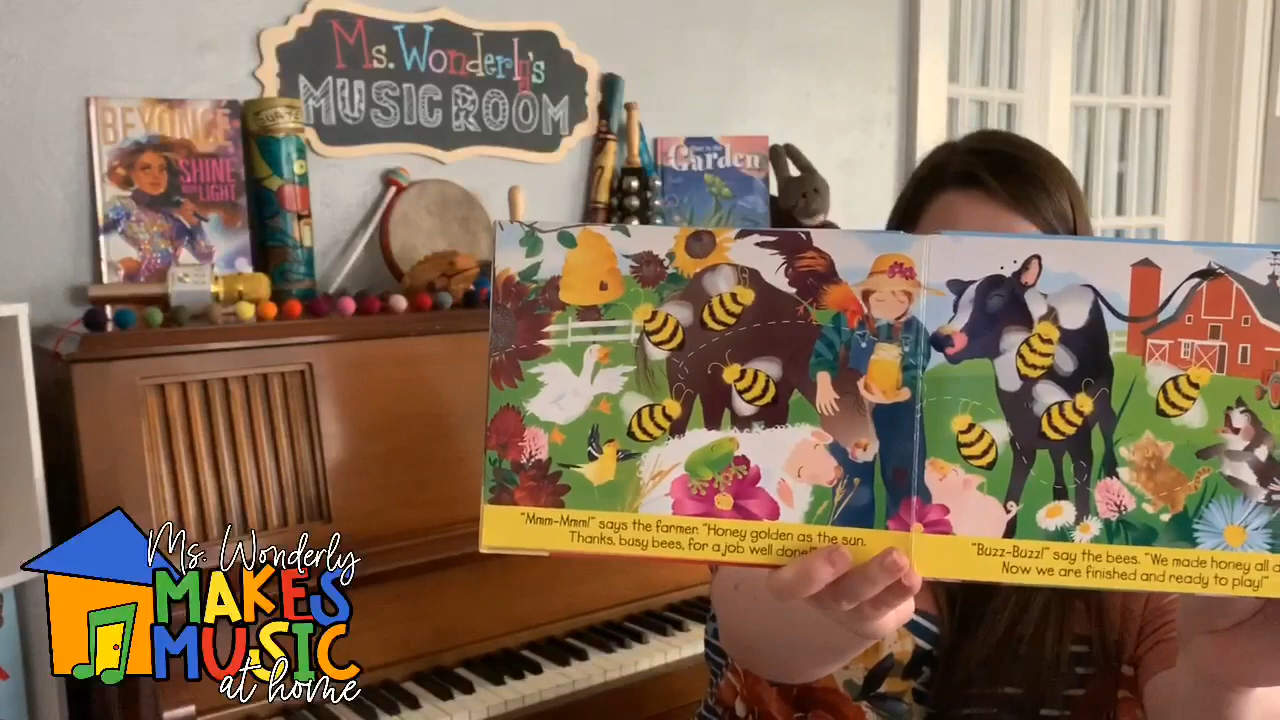 Ms. Wonderly's
MUSIC ROOM
BEYONCÉ
SHINE
YOUR
LIGHT
Garden
"Mmm-Mmm!" says the farmer. "Honey golden as the sun.
Thanks, busy bees, for a job well done!"
"Buzz-Buzz!" say the bees. "We made honey all d
Now we are finished and ready to play!"
Ms. Wonderly
MAKES
MUSIC
at home